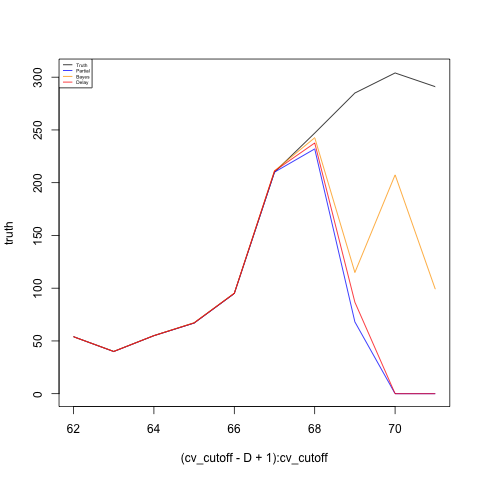 Truth
Partial
Bayes
Delay
300
250
200
150
100
50
0
truth
62 64 66 68 70
(cv_cutoff - D + 1):cv_cutoff